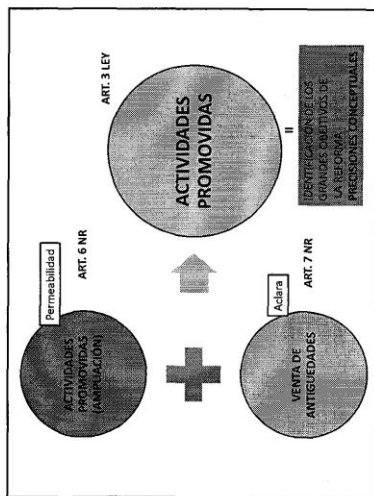 Permeabilidad
ART. 6 NR
ACTIVIDADES
PROMOVIDAS
(AMPLIACIÓN)
Aclara
ART. 7 NR
VENTA DE
ANTIGUEDADES
ART. 3 LEY
ACTIVIDADES
PROMOVIDAS
II
IDENTIFICACIÓN DE LOS
GRANDES OBJETIVOS DE
LA REFORMA:
PRECISIONES CONCEPTUALES